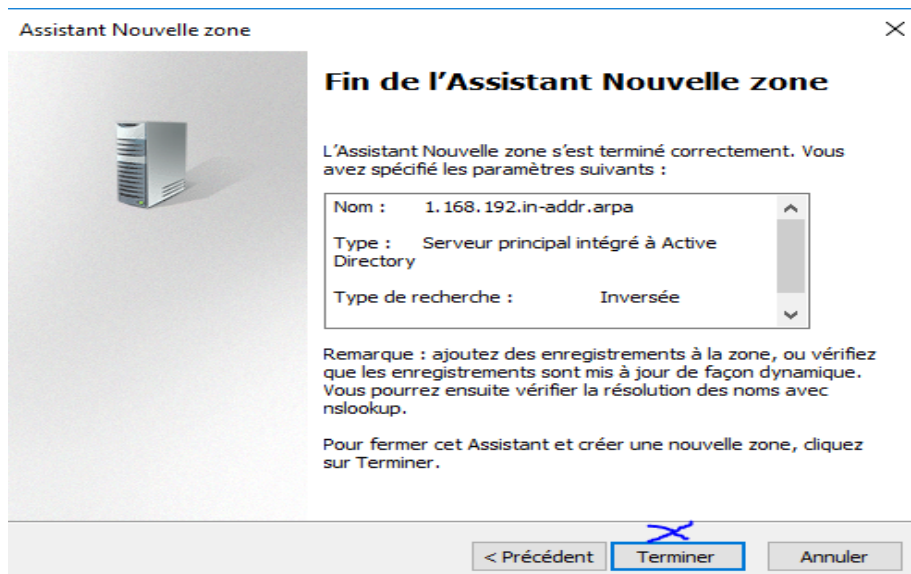 Assistant Nouvelle zone
Fin de l'Assistant Nouvelle zone
L'Assistant Nouvelle zone s'est terminé correctement. Vous
avez spécifié les paramètres suivants :
Nom : 1.168.192.in-addr.arpa
Type : Serveur principal intégré à Active
Directory
Type de recherche : Inversée
Remarque : ajoutez des enregistrements à la zone, ou vérifiez
que les enregistrements sont mis à jour de façon dynamique.
Vous pourrez ensuite vérifier la résolution des noms avec
nslookup.
Pour fermer cet Assistant et créer une nouvelle zone, cliquez
sur Terminer.
< Précédent Terminer Annuler